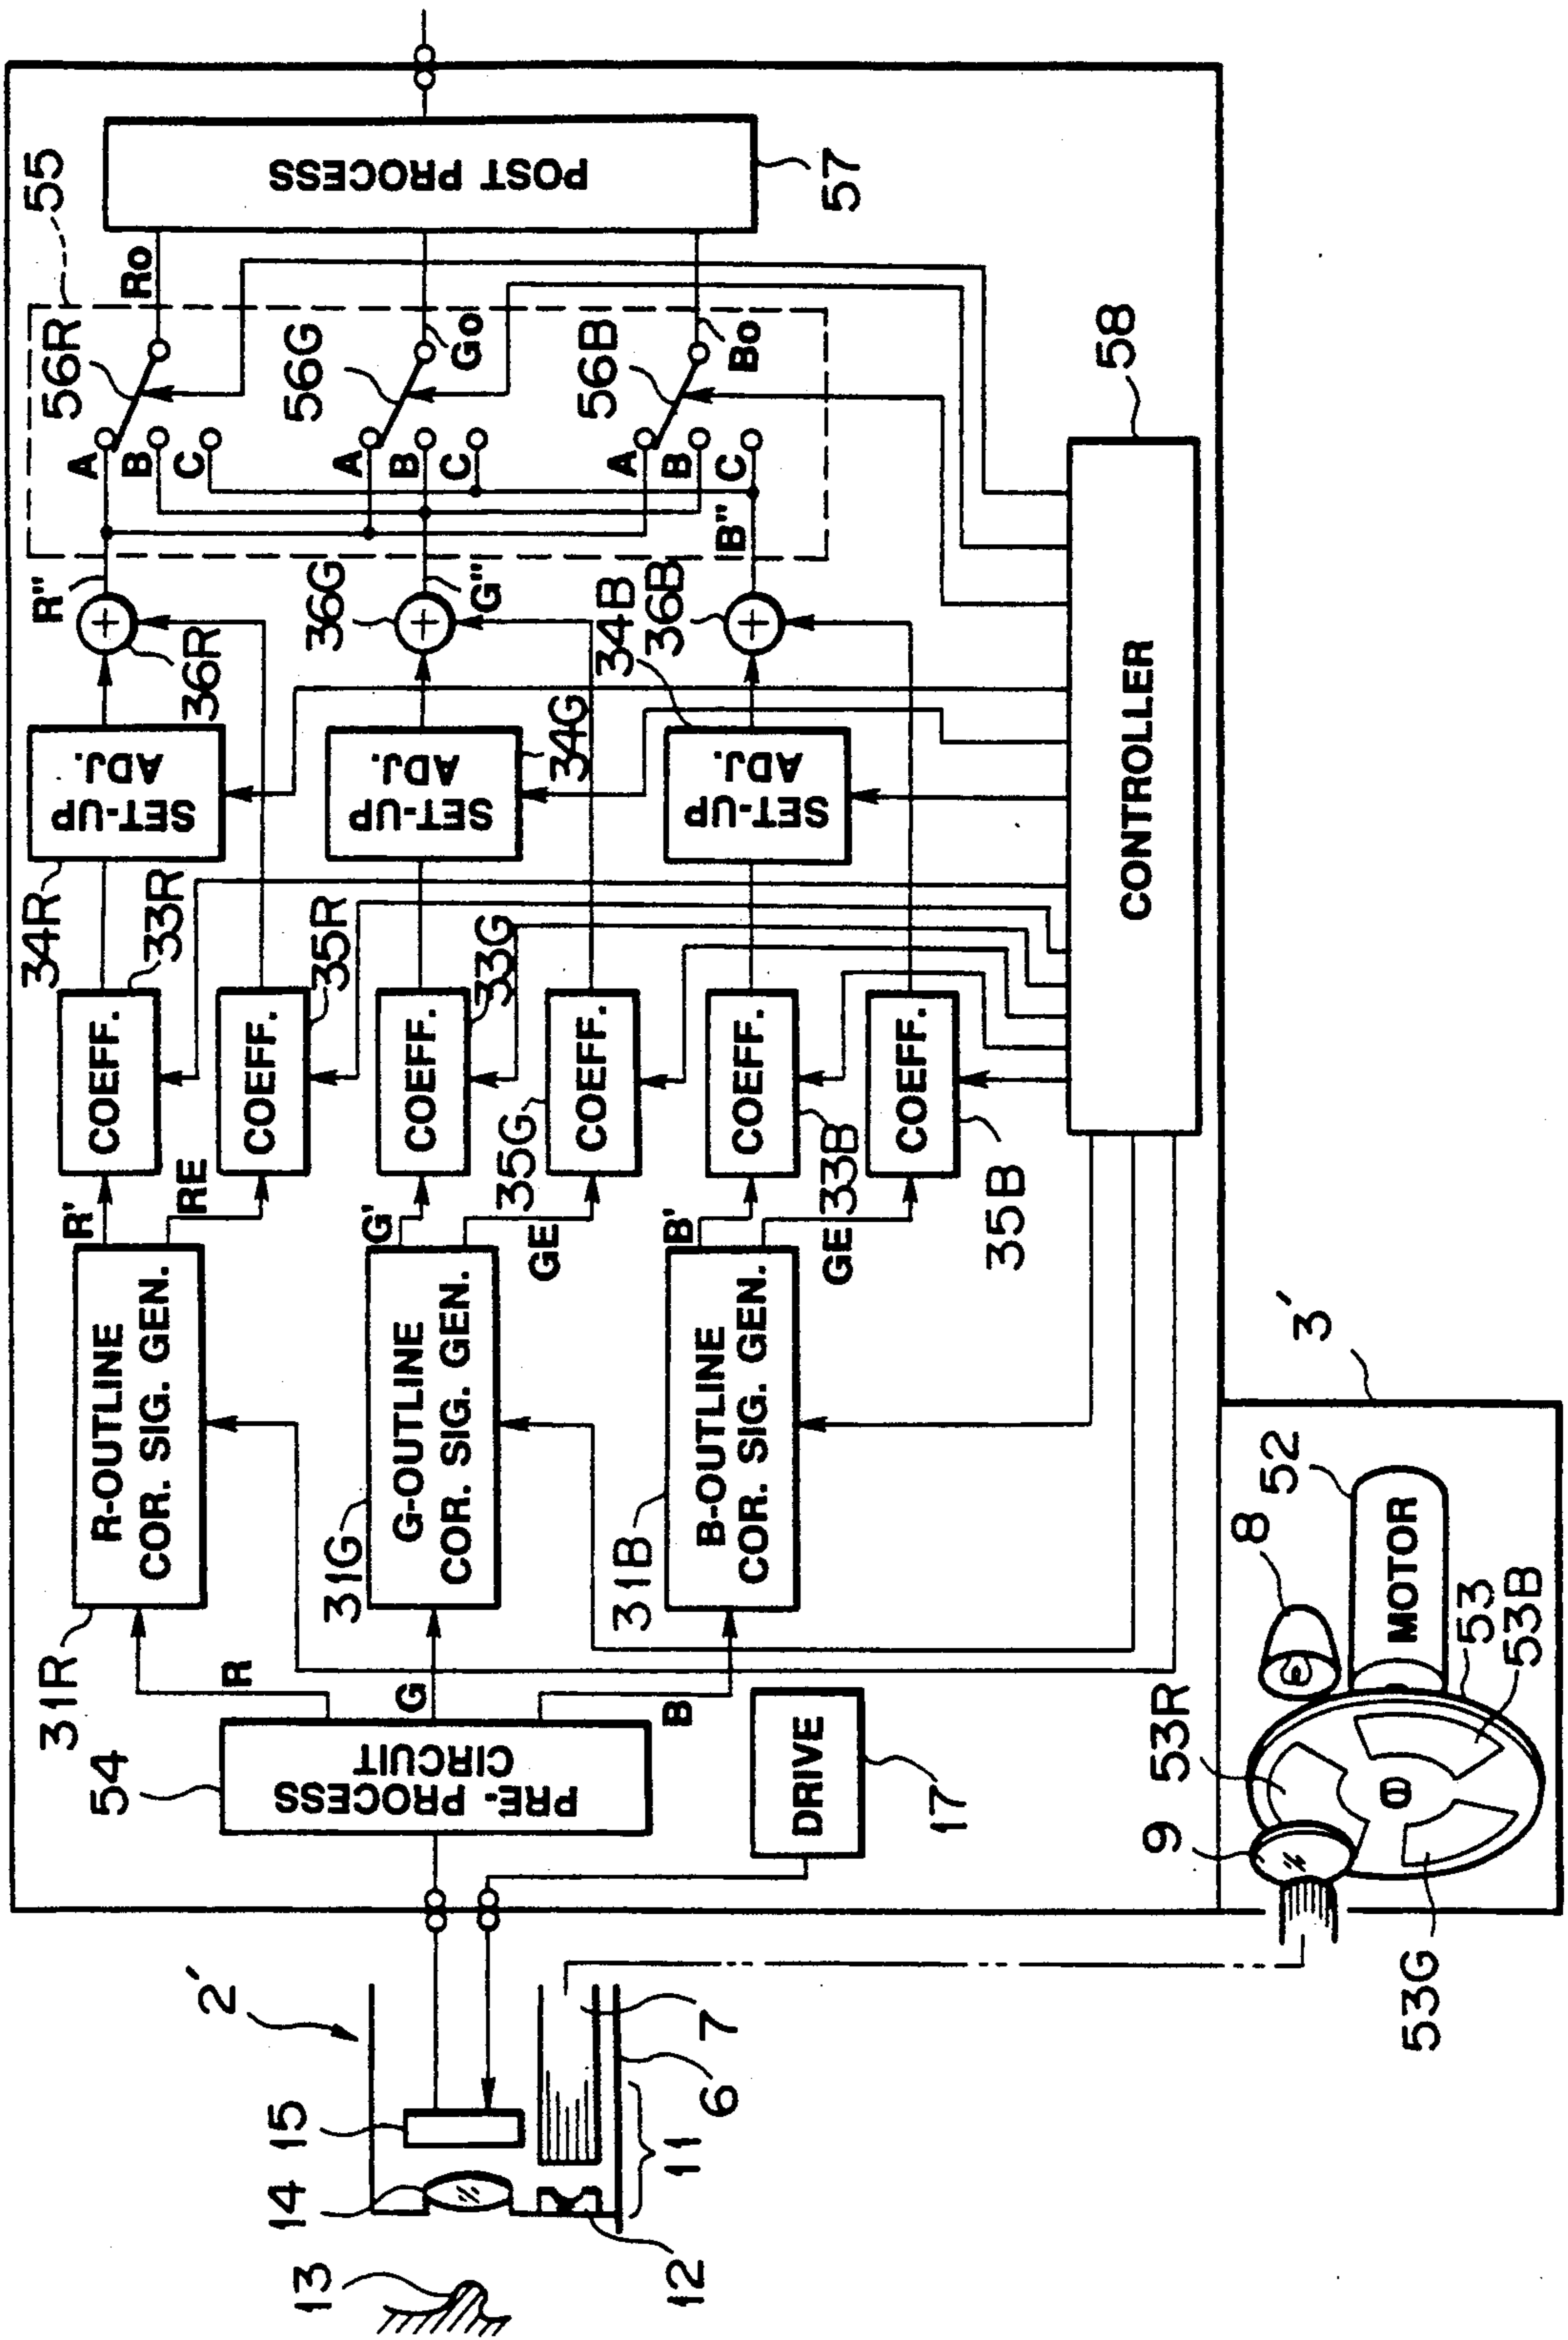 2'
13
14
15
12
11
6
7
54
PRE-PROCESS
CIRCUIT
R
G
B
DRIVE
17
31R
R-OUTLINE
COR. SIG. GEN.
31G
G-OUTLINE
COR. SIG. GEN.
31B
B-OUTLINE
COR. SIG. GEN.
R'
RE
G'
GE
B'
GE
COEFF.
33R
COEFF.
35R
COEFF.
33G
COEFF.
35G
COEFF.
33B
COEFF.
35B
34R
SET-UP
ADJ.
SET-UP
ADJ.
34G
SET-UP
ADJ.
34B
36R
R"
36G
G"
36B
B"
55
56R
A
B
C
56G
A
B
C
56B
A
B
C
Ro
Go
Bo
POST PROCESS
57
CONTROLLER
58
3'
8
52
MOTOR
53
53B
53R
9
53G